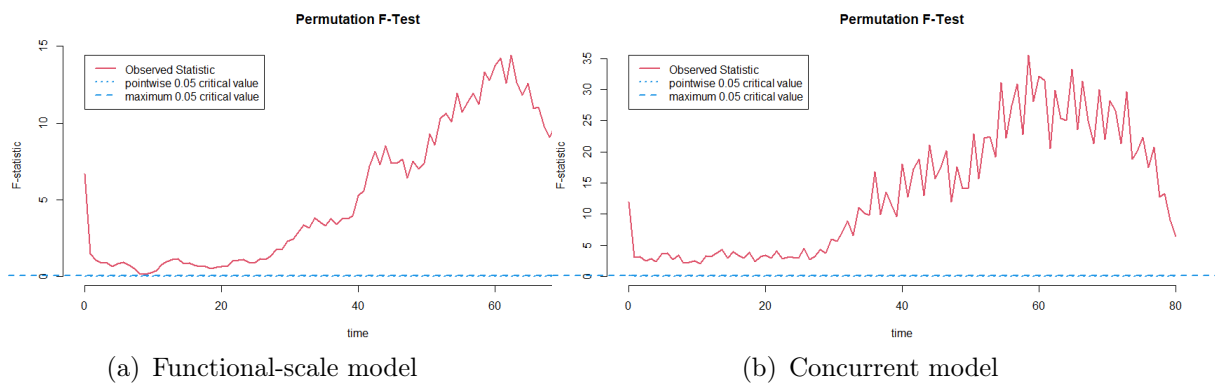 Permutation F-Test
Observed Statistic
pointwise 0.05 critical value
maximum 0.05 critical value
F-statistic
0
5
10
15
0
20
40
60
time
(a) Functional-scale model
Permutation F-Test
Observed Statistic
pointwise 0.05 critical value
maximum 0.05 critical value
F-statistic
0
5
10
15
20
25
30
35
0
20
40
60
80
time
(b) Concurrent model